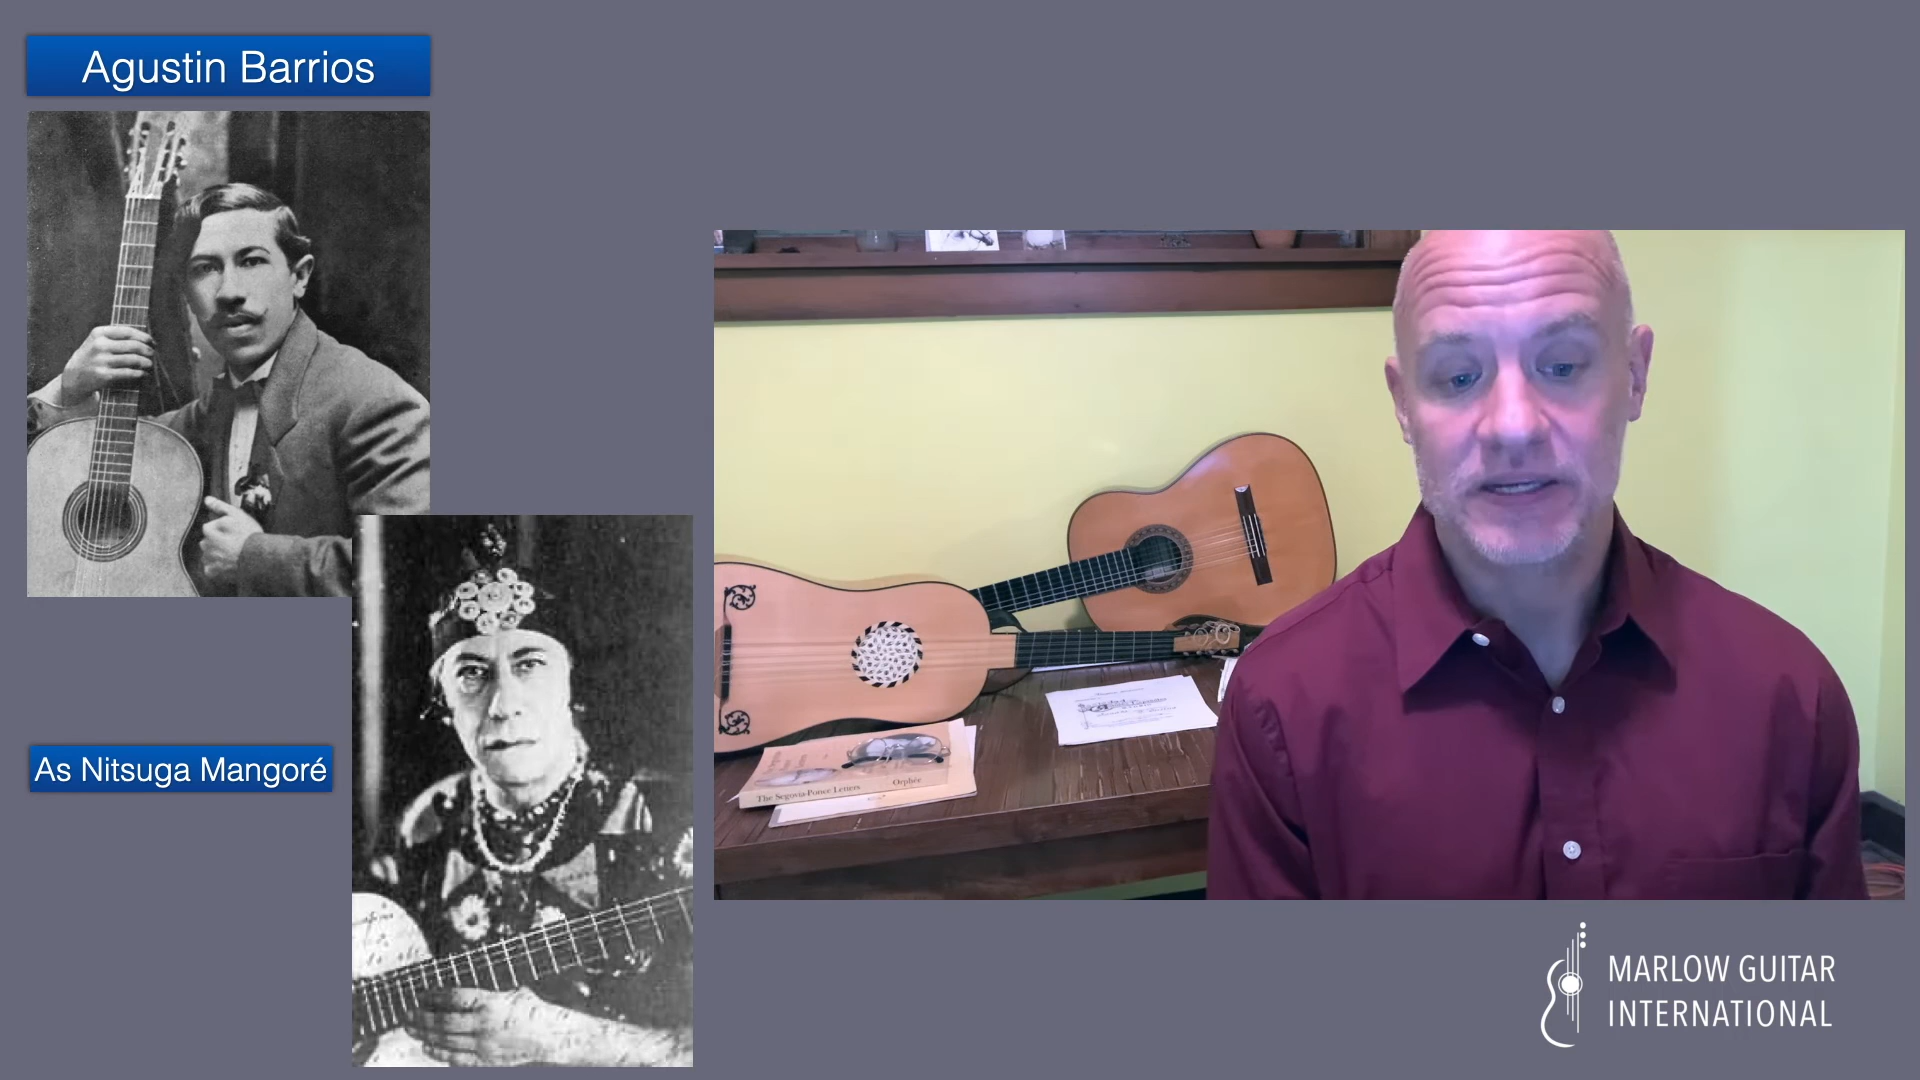 Agustin Barrios
As Nitsuga Mangoré
The Segovia-Ponce Letters
Orphée
MARLOW GUITAR
INTERNATIONAL